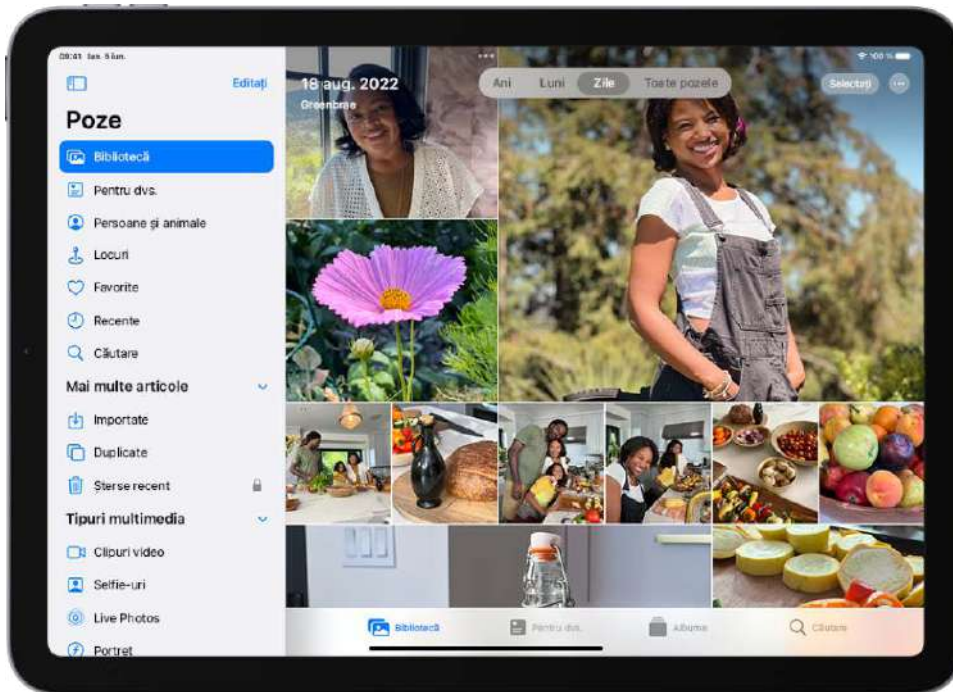 09:41 lun. 5 iun.
100 %
Editați
Poze
Bibliotecă
Pentru dvs.
Persoane și animale
Locuri
Favorite
Recente
Căutare
Mai multe articole
Importate
Duplicate
Șterse recent
Tipuri multimedia
Clipuri video
Selfie-uri
Live Photos
Portret
18 aug. 2022
Greenbrae
Ani Luni Zile Toate pozele
Selectați
Bibliotecă Pentru dvs. Albume Căutare